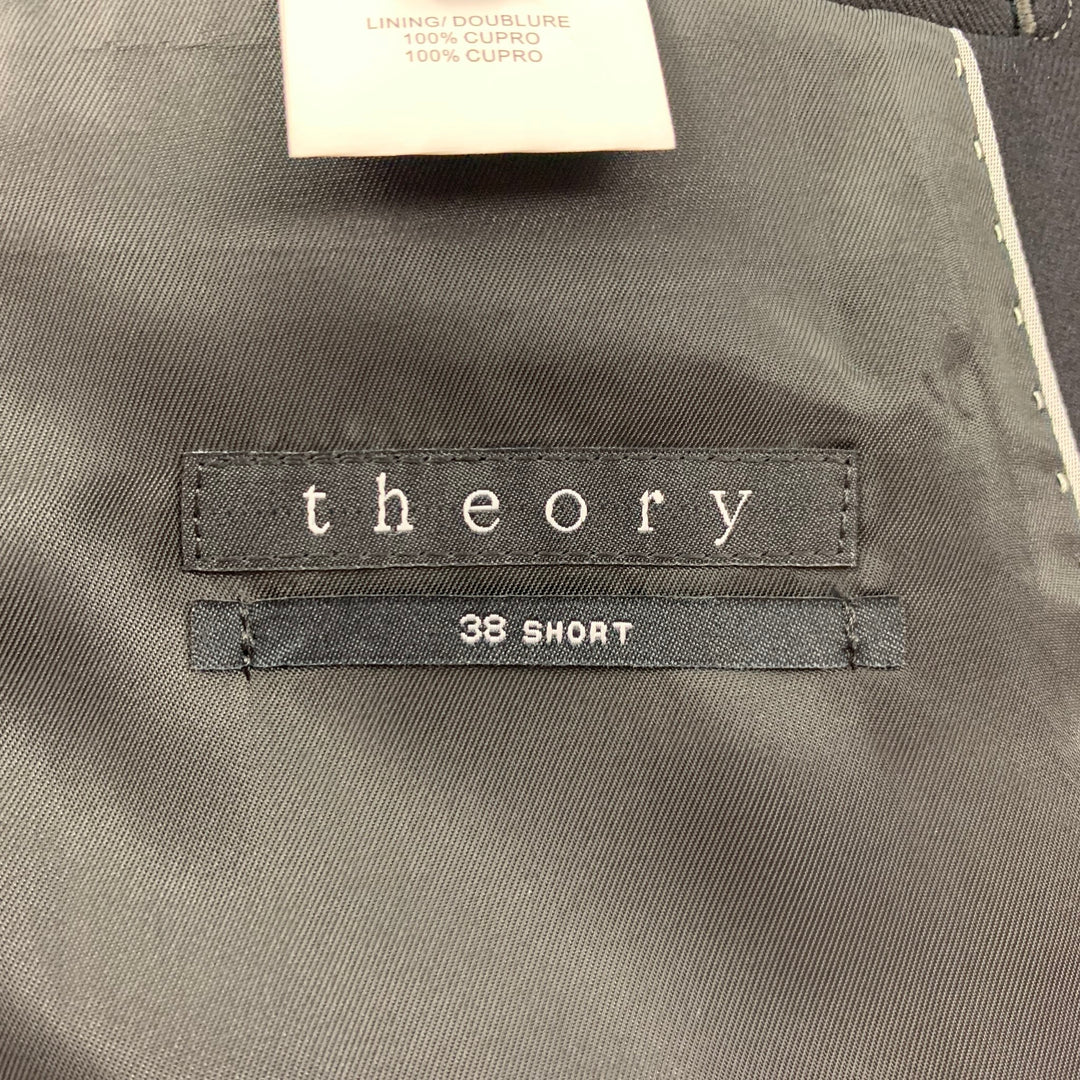 LINING/ DOUBLURE
100% CUPRO
100% CUPRO
theory
38 SHORT